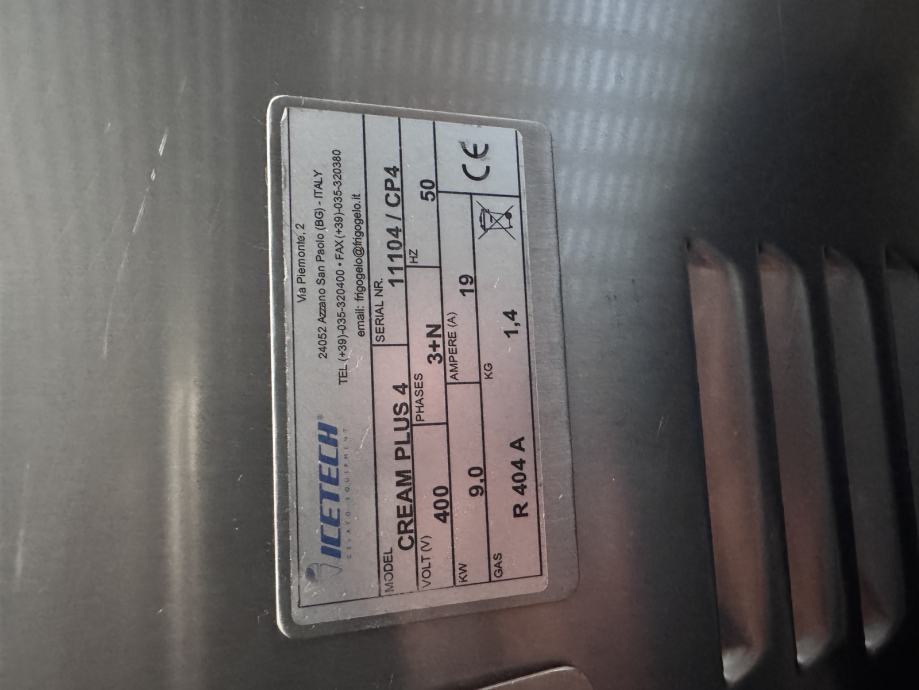 ICETECH®
GELATO EQUIPMENT
Via Piemonte, 2
24052 Azzano San Paolo (BG) - ITALY
TEL (+39)-035-320400 • FAX (+39)-035-320380
email: frigogelo@frigogelo.it
MODEL
CREAM PLUS 4
SERIAL NR.
11104 / CP4
VOLT (V)
400
PHASES
3+N
HZ
50
KW
9.0
AMPERE (A)
19
GAS
R 404 A
KG
1,4
CE